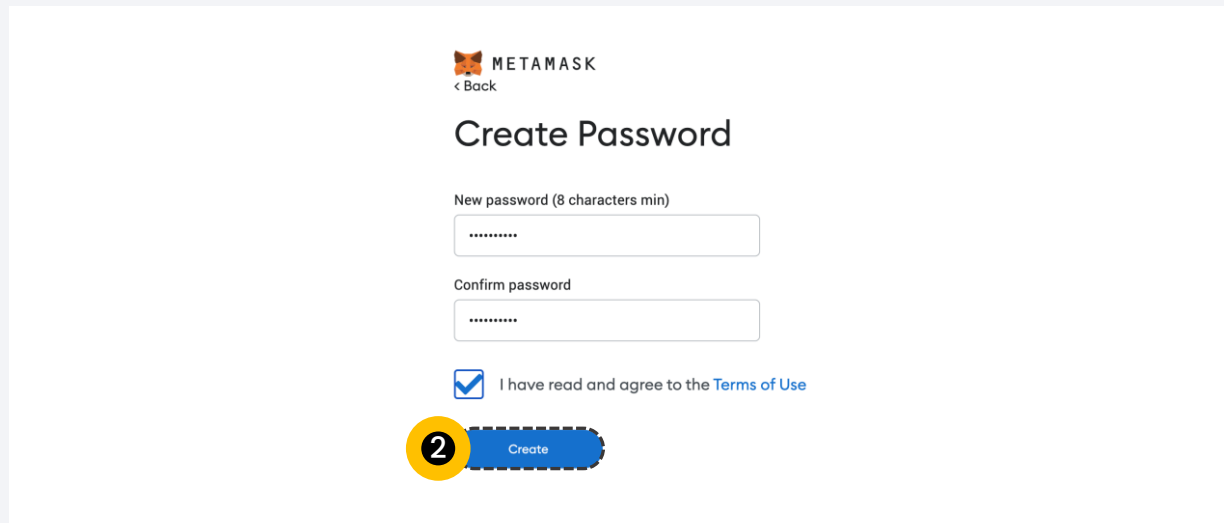 METAMASK
< Back
Create Password
New password (8 characters min)
••••••••••
Confirm password
••••••••••
I have read and agree to the Terms of Use
2
Create